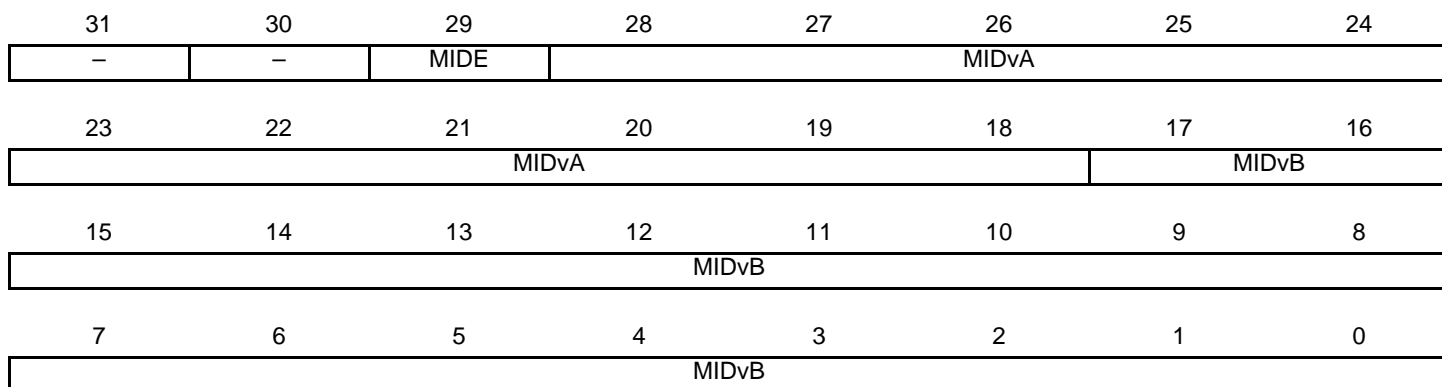 31 30 29 28 27 26 25 24
– – MIDE MIDvA
23 22 21 20 19 18 17 16
MIDvA MIDvB
15 14 13 12 11 10 9 8
MIDvB
7 6 5 4 3 2 1 0
MIDvB